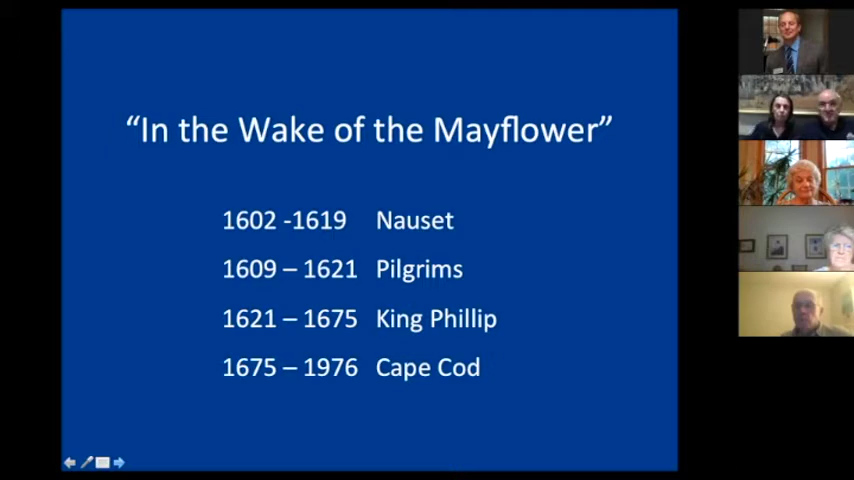 “In the Wake of the Mayflower”
1602 -1619 Nauset
1609 – 1621 Pilgrims
1621 – 1675 King Phillip
1675 – 1976 Cape Cod